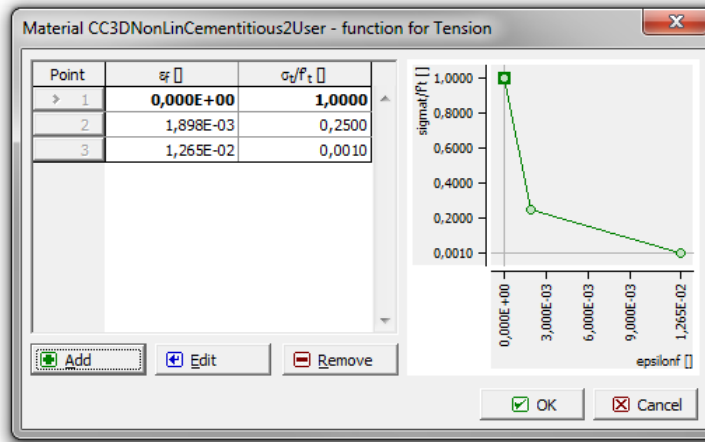 Material CC3DNonLinCementitious2User - function for Tension
Point εf [] σt/f't []
> 1 0,000E+00 1,0000
2 1,898E-03 0,2500
3 1,265E-02 0,0010
Add Edit Remove
sigmat/f't []
1,0000
0,8000
0,6000
0,4000
0,2000
0,0010
0,000E+00
3,000E-03
6,000E-03
9,000E-03
1,265E-02
epsilonf []
OK Cancel